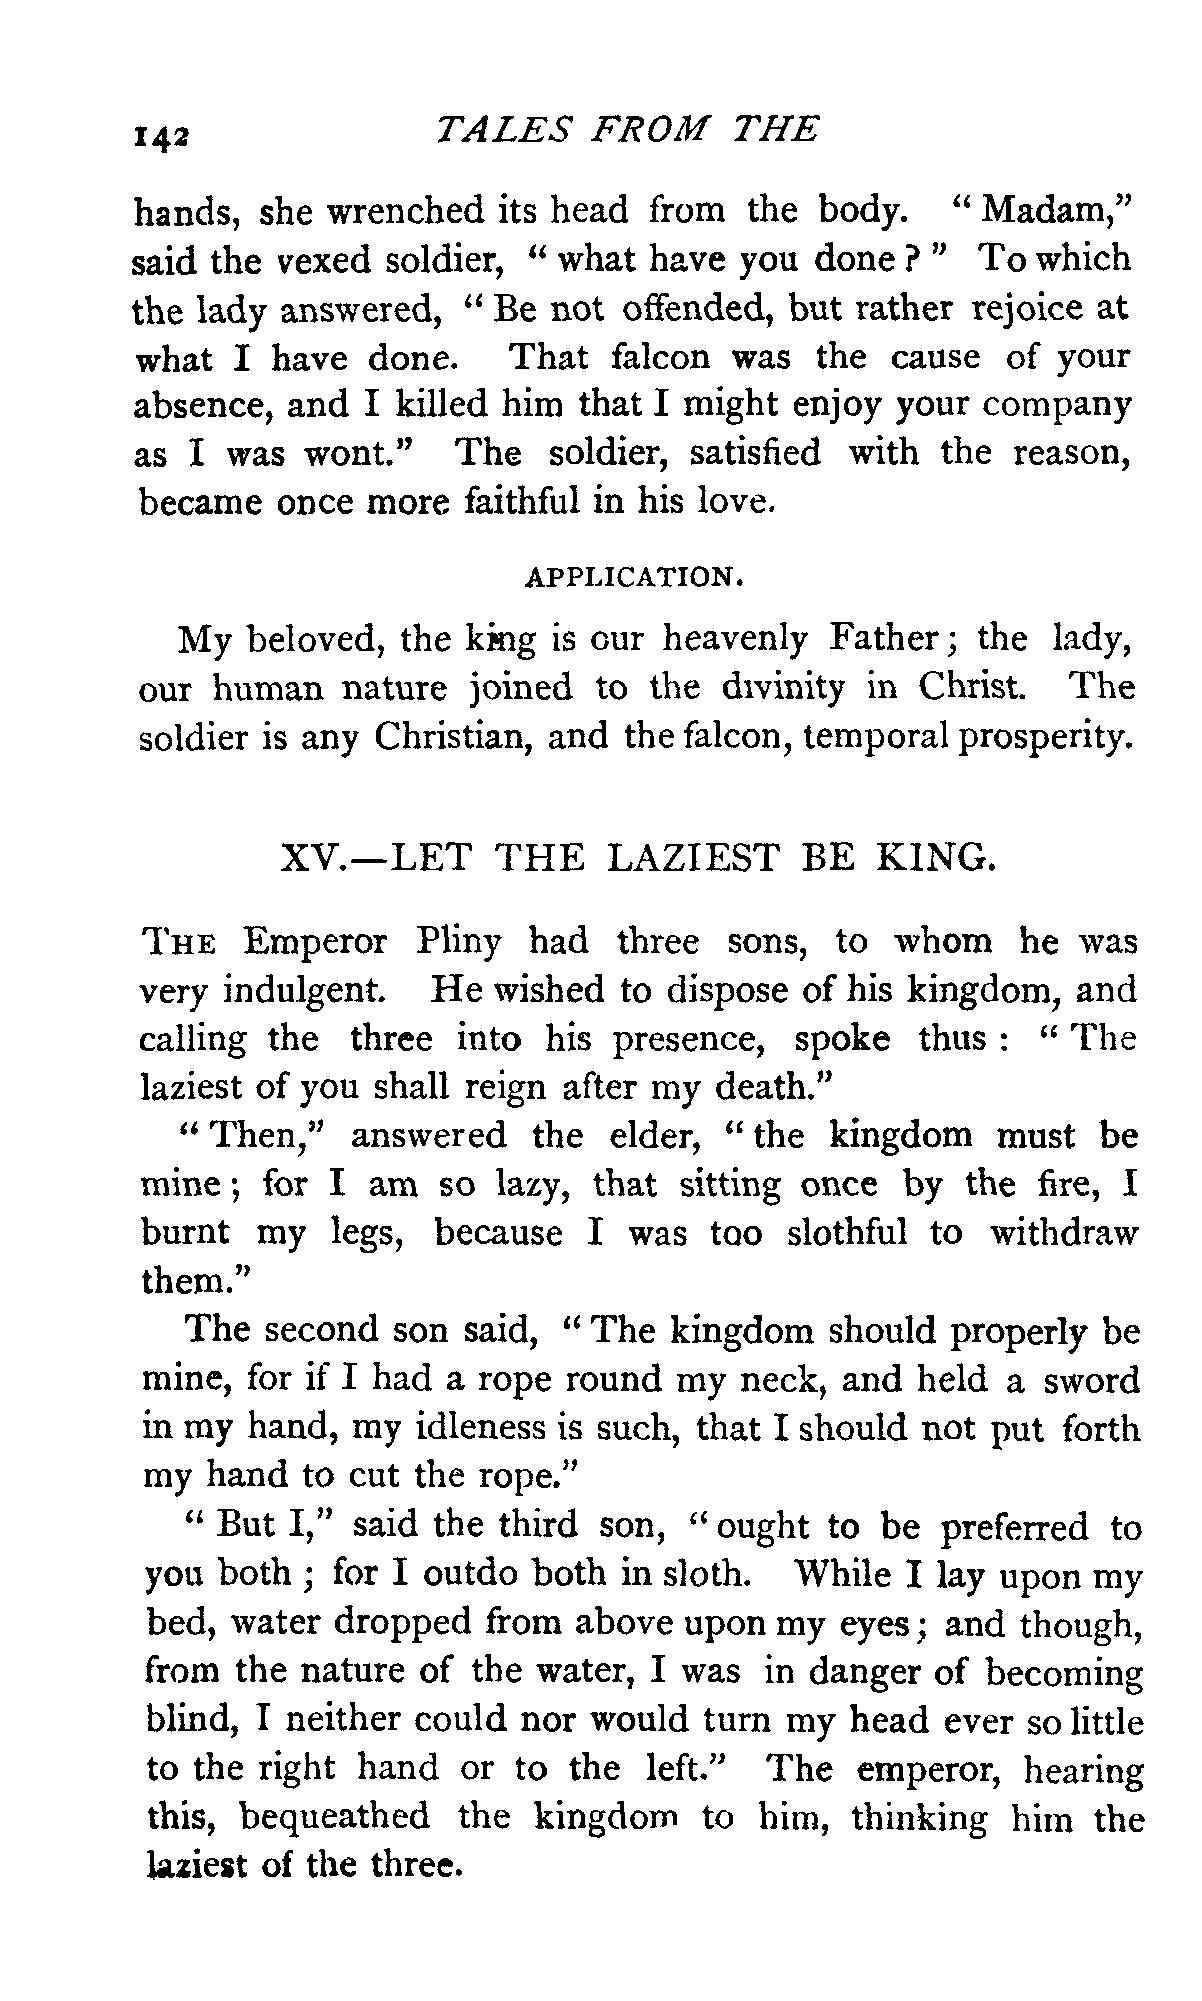 142 TALES FROM THE
hands, she wrenched its head from the body. “ Madam,”
said the vexed soldier, “ what have you done ? ” To which
the lady answered, “ Be not offended, but rather rejoice at
what I have done. That falcon was the cause of your
absence, and I killed him that I might enjoy your company
as I was wont.” The soldier, satisfied with the reason,
became once more faithful in his love.
APPLICATION.
My beloved, the king is our heavenly Father ; the lady,
our human nature joined to the divinity in Christ. The
soldier is any Christian, and the falcon, temporal prosperity.
XV.—LET THE LAZIEST BE KING.
THE Emperor Pliny had three sons, to whom he was
very indulgent. He wished to dispose of his kingdom, and
calling the three into his presence, spoke thus : “ The
laziest of you shall reign after my death.”
“ Then,” answered the elder, “ the kingdom must be
mine ; for I am so lazy, that sitting once by the fire, I
burnt my legs, because I was too slothful to withdraw
them.”
The second son said, “ The kingdom should properly be
mine, for if I had a rope round my neck, and held a sword
in my hand, my idleness is such, that I should not put forth
my hand to cut the rope.”
“ But I,” said the third son, “ ought to be preferred to
you both ; for I outdo both in sloth. While I lay upon my
bed, water dropped from above upon my eyes ; and though,
from the nature of the water, I was in danger of becoming
blind, I neither could nor would turn my head ever so little
to the right hand or to the left.” The emperor, hearing
this, bequeathed the kingdom to him, thinking him the
laziest of the three.